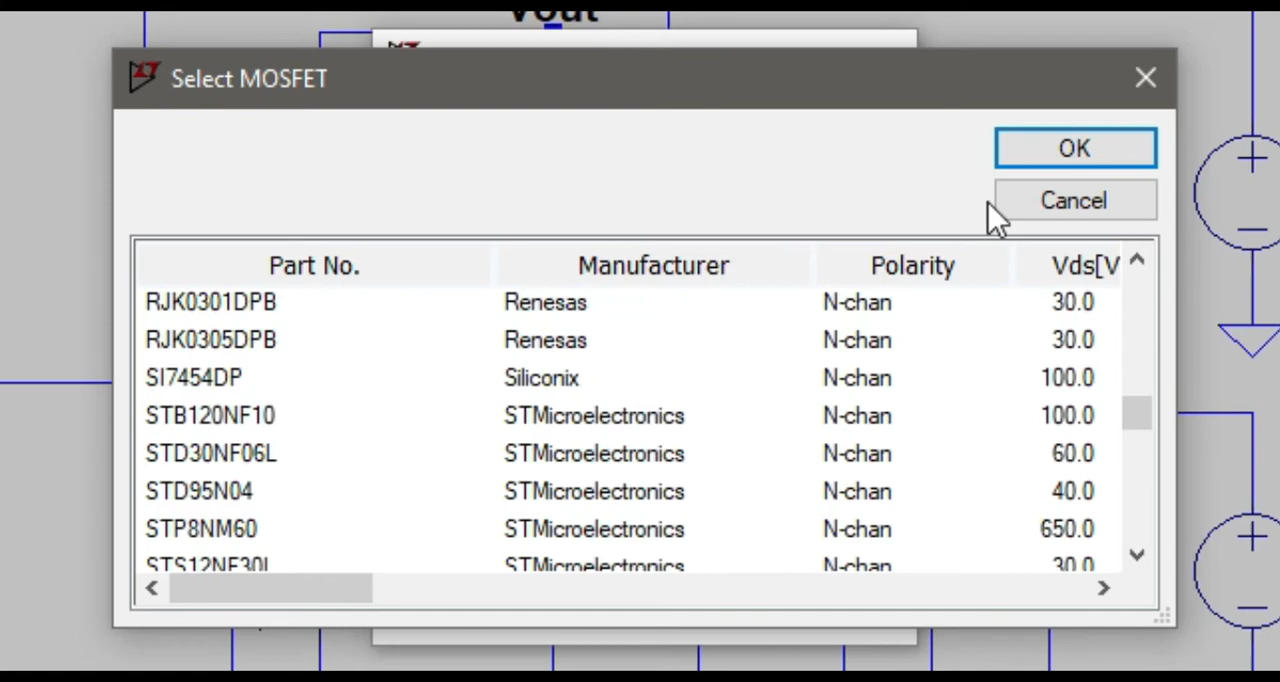 Vout
Select MOSFET
OK
Cancel
Part No. Manufacturer Polarity Vds[V
RJK0301DPB Renesas N-chan 30.0
RJK0305DPB Renesas N-chan 30.0
SI7454DP Siliconix N-chan 100.0
STB120NF10 STMicroelectronics N-chan 100.0
STD30NF06L STMicroelectronics N-chan 60.0
STD95N04 STMicroelectronics N-chan 40.0
STP8NM60 STMicroelectronics N-chan 650.0
STS12NF30L STMicroelectronics N-chan 30.0